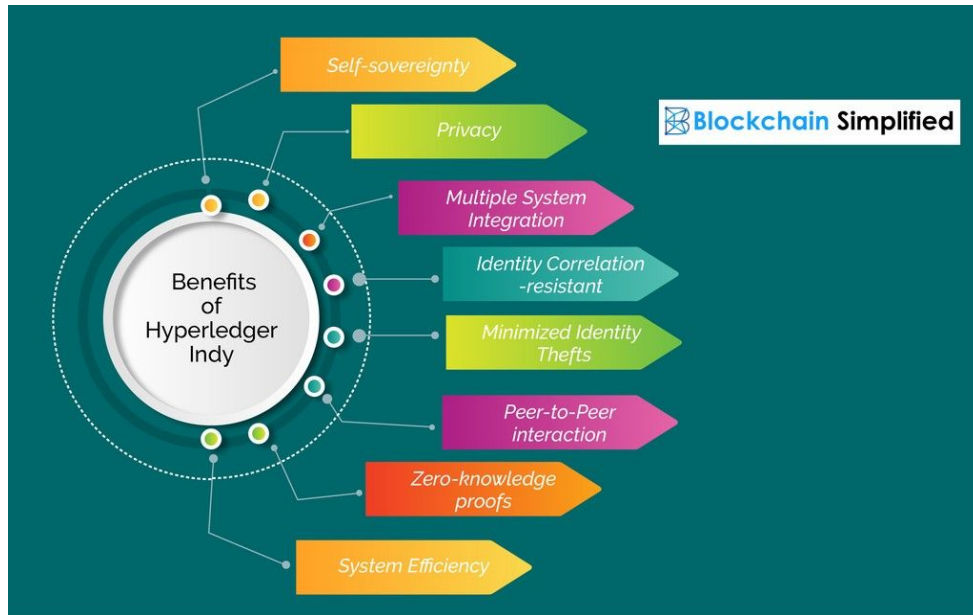 Self-sovereignty
Privacy
Blockchain Simplified
Multiple System
Integration
Identity Correlation
-resistant
Benefits
of
Hyperledger
Indy
Minimized Identity
Thefts
Peer-to-Peer
interaction
Zero-knowledge
proofs
System Efficiency